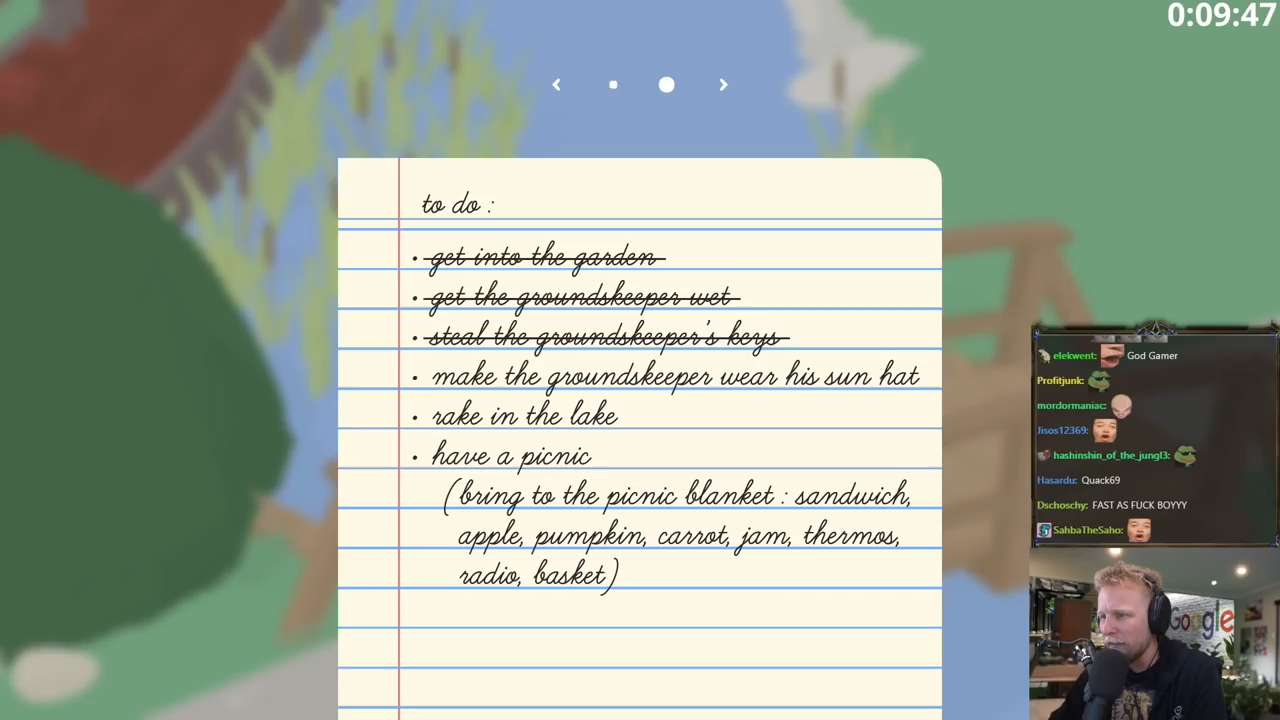 0:09:47
to do :
• get into the garden
• get the groundskeeper wet
• steal the groundskeeper's keys
• make the groundskeeper wear his sun hat
• rake in the lake
• have a picnic
(bring to the picnic blanket : sandwich,
apple, pumpkin, carrot, jam, thermos,
radio, basket)
elekwent: God Gamer
Profitjunk:
mordormaniac:
Jisos12369:
hashinshin_of_the_jungl3:
Hasardu: Quack69
Dschoschy: FAST AS FUCK BOYYY
SahbaTheSaho:
Google